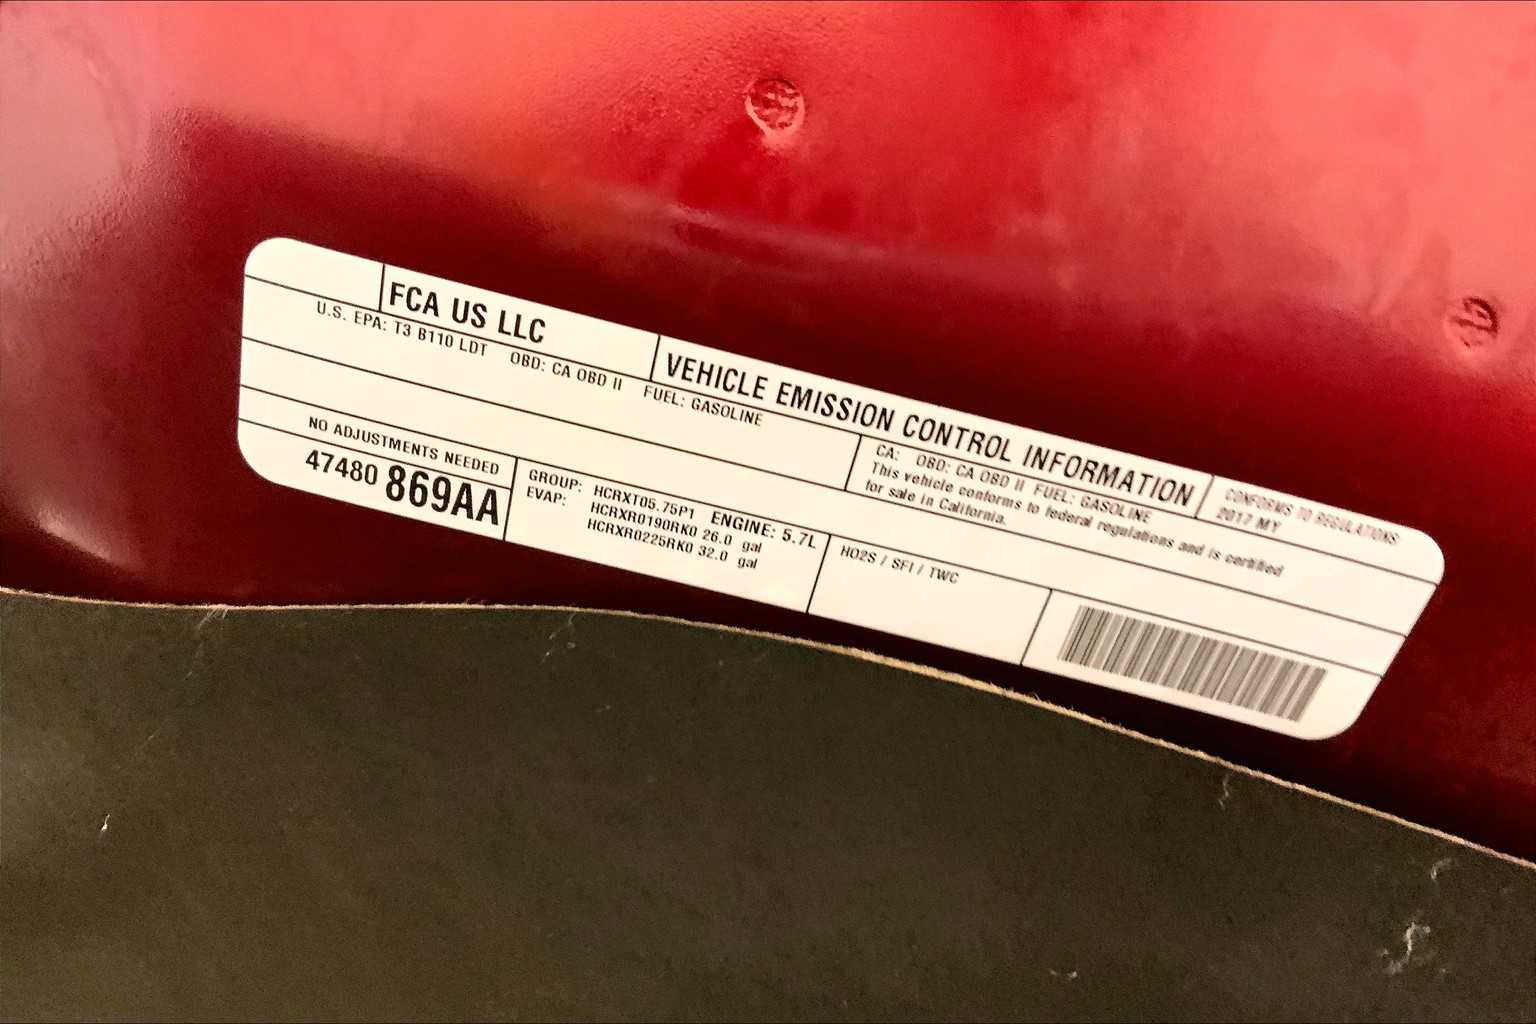 FCA US LLC
VEHICLE EMISSION CONTROL INFORMATION
CONFORMS TO REGULATIONS:
2017 MY
U.S. EPA: T3 B110 LDT OBD: CA OBD II FUEL: GASOLINE
CA: OBD: CA OBD II FUEL: GASOLINE
This vehicle conforms to federal regulations and is certified
for sale in California.
NO ADJUSTMENTS NEEDED
47480 869AA
GROUP: HCRXT05.75P1 ENGINE: 5.7L
EVAP: HCRXR0190RK0 26.0 gal
HCRXR0225RK0 32.0 gal
HO2S / SFI / TWC